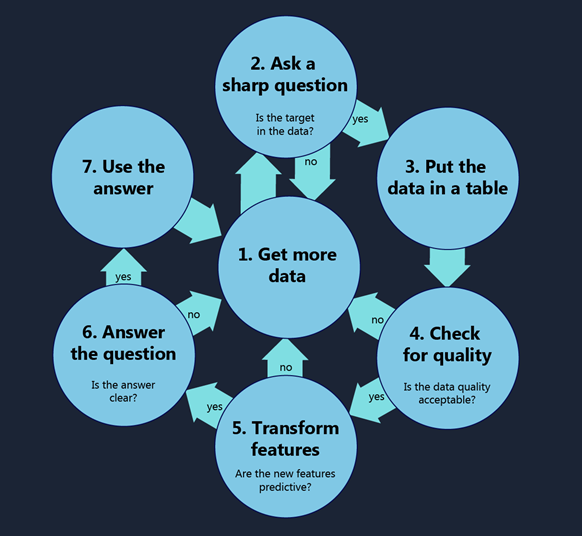 2. Ask a
sharp question
Is the target
in the data?
yes
no
3. Put the
data in a table
7. Use the
answer
1. Get more
data
yes
no
no
4. Check
for quality
Is the data quality
acceptable?
6. Answer
the question
Is the answer
clear?
no
yes
yes
5. Transform
features
Are the new features
predictive?